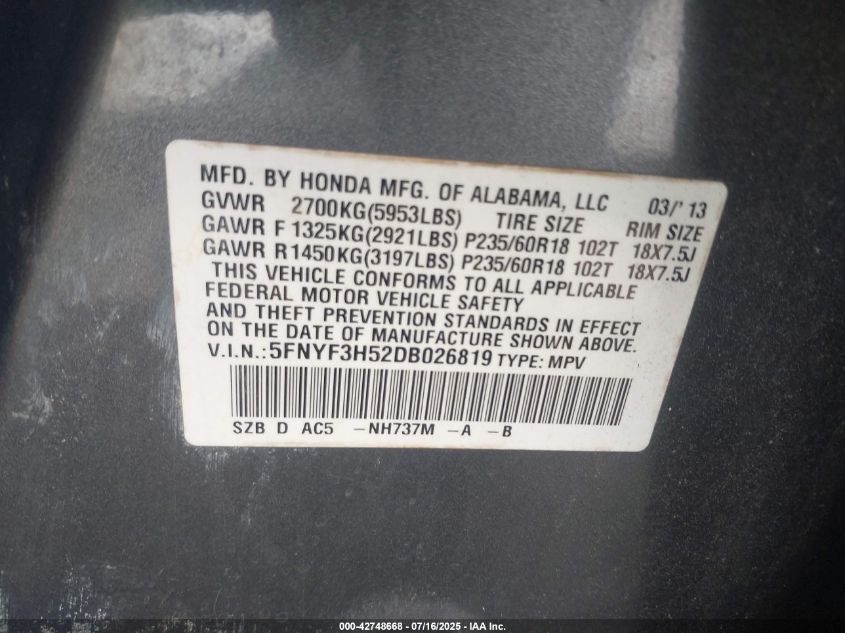 MFD. BY HONDA MFG. OF ALABAMA, LLC 03/'13
GVWR 2700KG(5953LBS) TIRE SIZE RIM SIZE
GAWR F 1325KG(2921LBS) P235/60R18 102T 18X7.5J
GAWR R1450KG(3197LBS) P235/60R18 102T 18X7.5J
THIS VEHICLE CONFORMS TO ALL APPLICABLE
FEDERAL MOTOR VEHICLE SAFETY
AND THEFT PREVENTION STANDARDS IN EFFECT
ON THE DATE OF MANUFACTURE SHOWN ABOVE.
V.I.N.:5FNYF3H52DB026819 TYPE: MPV
SZB D AC5 -NH737M -A -B
000-42748668 - 07/16/2025 - IAA Inc.